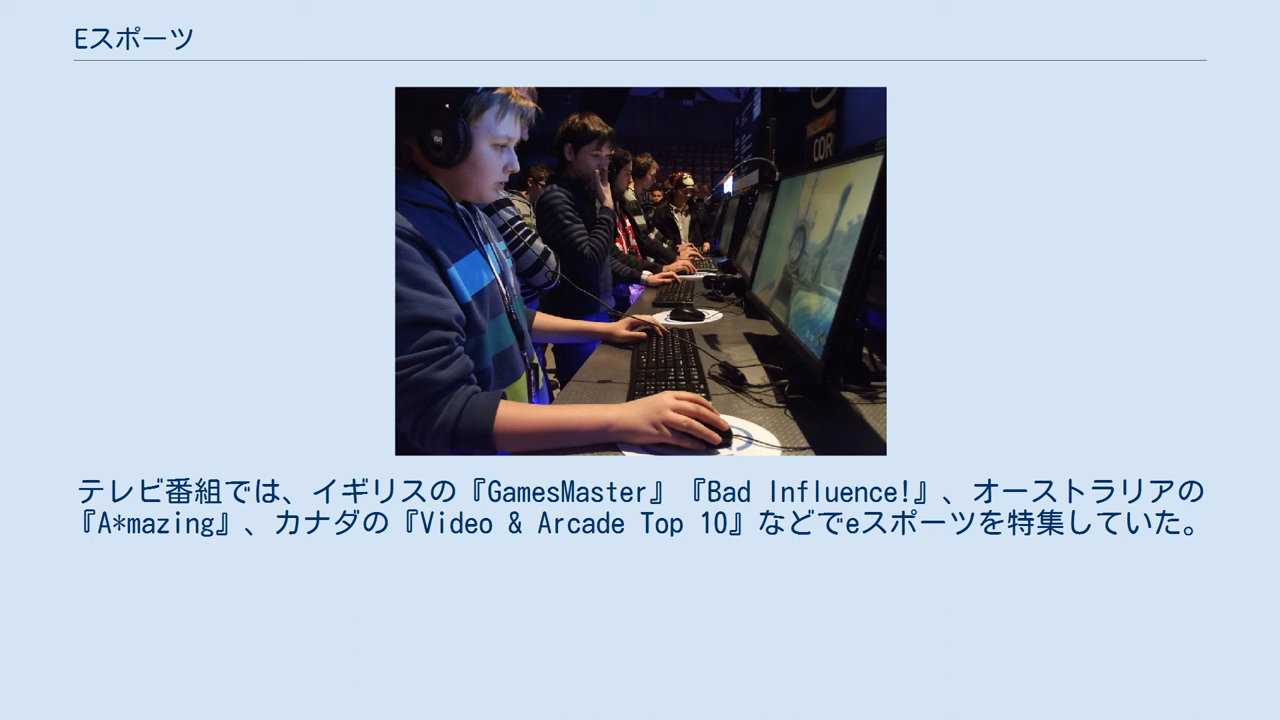 Eスポーツ
COR
テレビ番組では、イギリスの『GamesMaster』『Bad Influence!』、オーストラリアの
『A*mazing』、カナダの『Video & Arcade Top 10』などでeスポーツを特集していた。